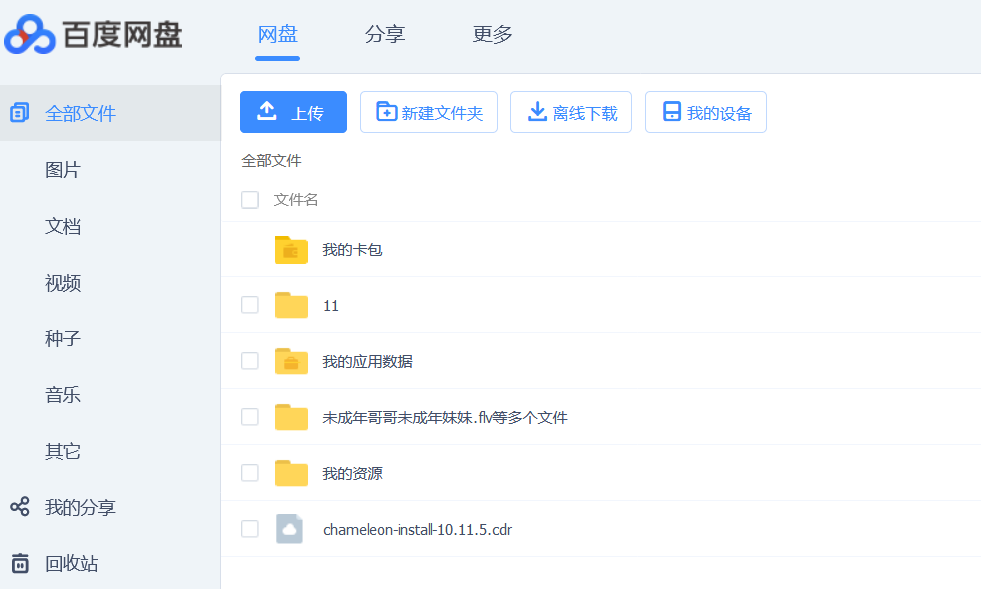 百度网盘 网盘 分享 更多
全部文件
图片
文档
视频
种子
音乐
其它
我的分享
回收站
上传 新建文件夹 离线下载 我的设备
全部文件
文件名
我的卡包
11
我的应用数据
未成年哥哥未成年妹妹.flv等多个文件
我的资源
chameleon-install-10.11.5.cdr